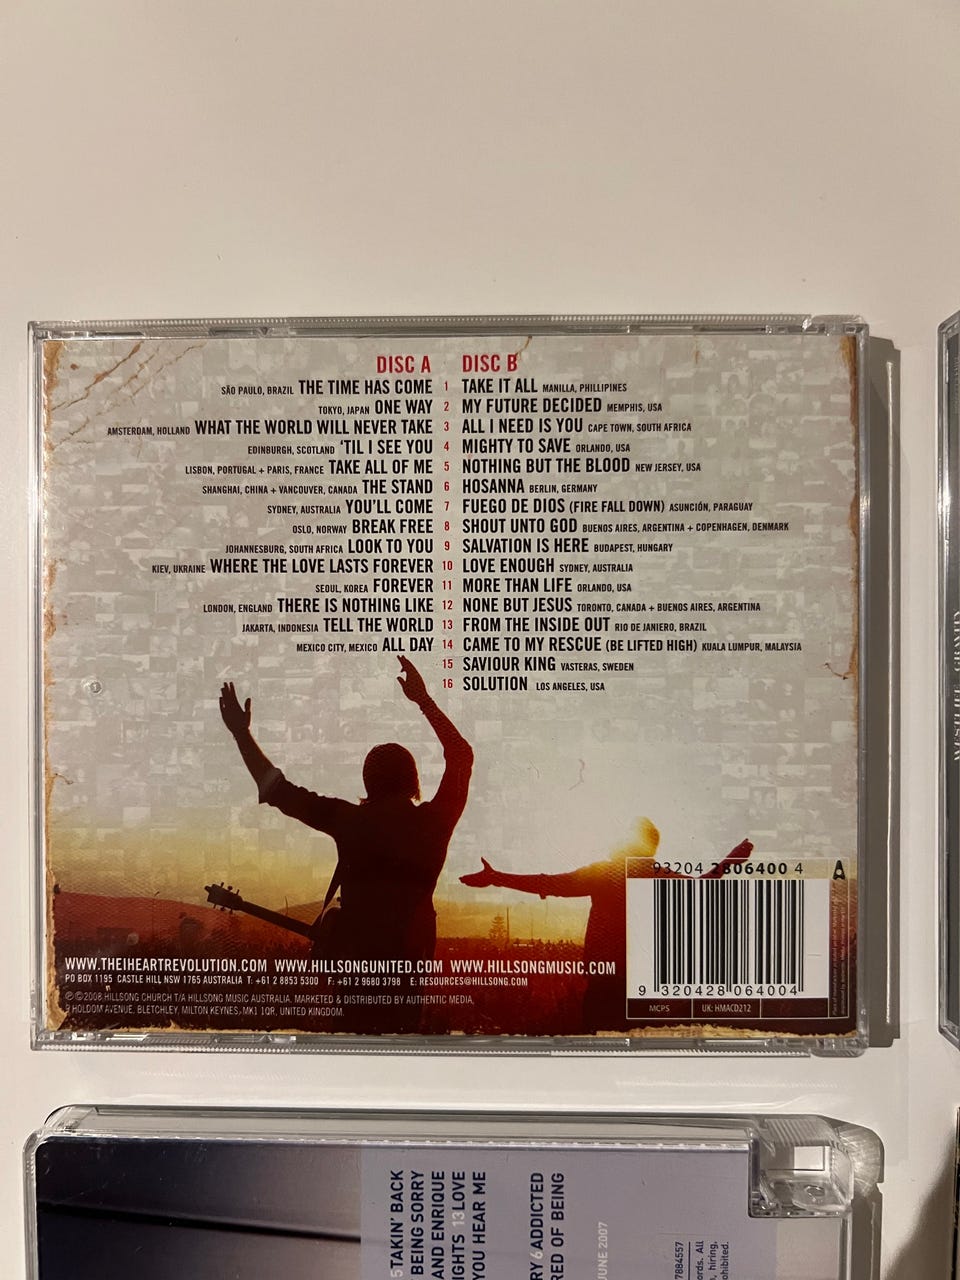 DISC A DISC B
SÃO PAULO, BRAZIL THE TIME HAS COME 1 TAKE IT ALL MANILLA, PHILLIPINES
TOKYO, JAPAN ONE WAY 2 MY FUTURE DECIDED MEMPHIS, USA
AMSTERDAM, HOLLAND WHAT THE WORLD WILL NEVER TAKE 3 ALL I NEED IS YOU CAPE TOWN, SOUTH AFRICA
EDINBURGH, SCOTLAND 'TIL I SEE YOU 4 MIGHTY TO SAVE ORLANDO, USA
LISBON, PORTUGAL + PARIS, FRANCE TAKE ALL OF ME 5 NOTHING BUT THE BLOOD NEW JERSEY, USA
SHANGHAI, CHINA + VANCOUVER, CANADA THE STAND 6 HOSANNA BERLIN, GERMANY
SYDNEY, AUSTRALIA YOU'LL COME 7 FUEGO DE DIOS (FIRE FALL DOWN) ASUNCIÓN, PARAGUAY
OSLO, NORWAY BREAK FREE 8 SHOUT UNTO GOD BUENOS AIRES, ARGENTINA + COPENHAGEN, DENMARK
JOHANNESBURG, SOUTH AFRICA LOOK TO YOU 9 SALVATION IS HERE BUDAPEST, HUNGARY
KIEV, UKRAINE WHERE THE LOVE LASTS FOREVER 10 LOVE ENOUGH SYDNEY, AUSTRALIA
SEOUL, KOREA FOREVER 11 MORE THAN LIFE ORLANDO, USA
LONDON, ENGLAND THERE IS NOTHING LIKE 12 NONE BUT JESUS TORONTO, CANADA + BUENOS AIRES, ARGENTINA
JAKARTA, INDONESIA TELL THE WORLD 13 FROM THE INSIDE OUT RIO DE JANIERO, BRAZIL
MEXICO CITY, MEXICO ALL DAY 14 CAME TO MY RESCUE (BE LIFTED HIGH) KUALA LUMPUR, MALAYSIA
15 SAVIOUR KING VASTERAS, SWEDEN
16 SOLUTION LOS ANGELES, USA
93204 2806400 4 A
9 320428 064004
MCPS UK: HMACD212
WWW.THEIHEARTREVOLUTION.COM WWW.HILLSONGUNITED.COM WWW.HILLSONGMUSIC.COM
PO BOX 1195 CASTLE HILL NSW 1765 AUSTRALIA T: +61 2 8853 5300 F: +61 2 9680 3798 E: RESOURCES@HILLSONG.COM
℗ © 2008 HILLSONG CHURCH T/A HILLSONG MUSIC AUSTRALIA. MARKETED & DISTRIBUTED BY AUTHENTIC MEDIA,
9 HOLDOM AVENUE, BLETCHLEY, MILTON KEYNES, MK1 1QR, UNITED KINGDOM.
WESTLIFE GRAVITY
5 TAKIN' BACK
BEING SORRY
AND ENRIQUE
IGHTS 13 LOVE
YOU HEAR ME
RY 6 ADDICTED
RED OF BEING
JUNE 2007
7884557
ords. All
hiring,
ohibited.